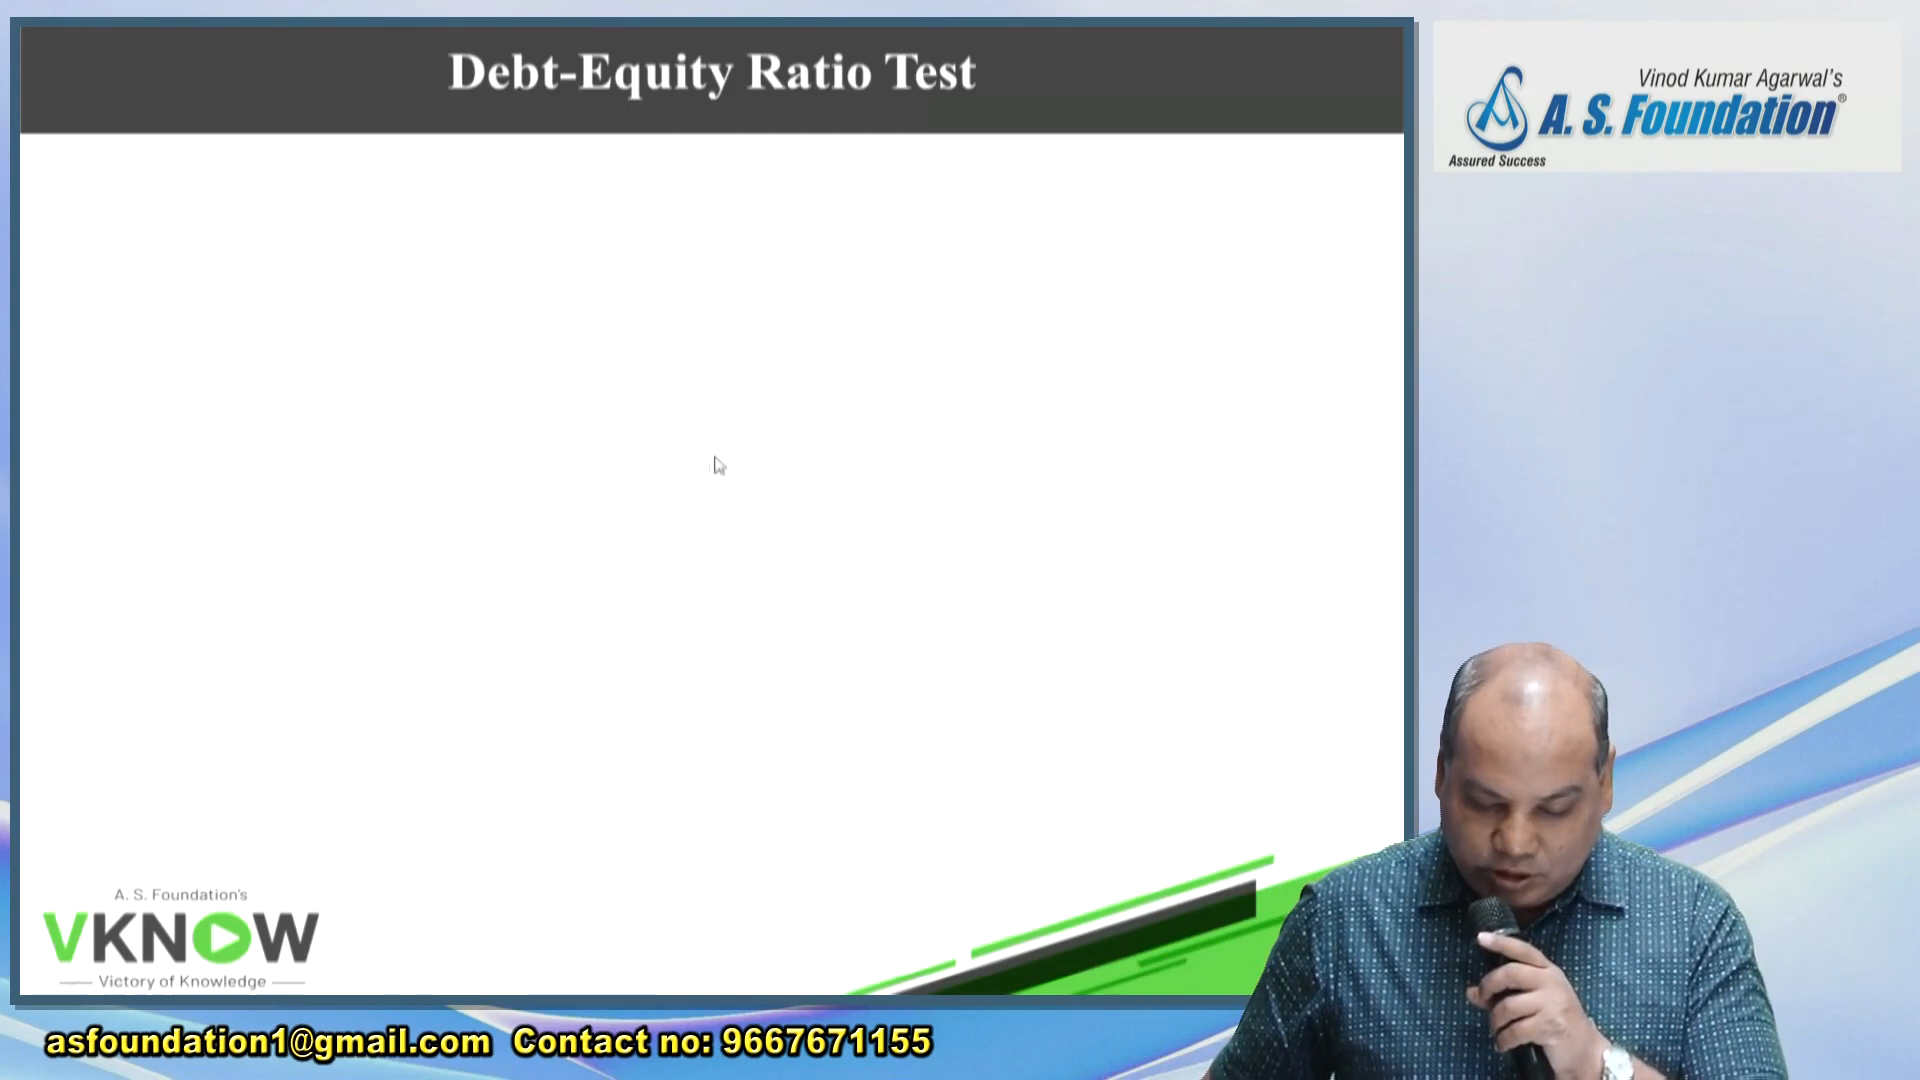 Debt-Equity Ratio Test
Vinod Kumar Agarwal's
A. S. Foundation®
Assured Success
A. S. Foundation's
VKNOW
Victory of Knowledge
asfoundation1@gmail.com Contact no: 9667671155